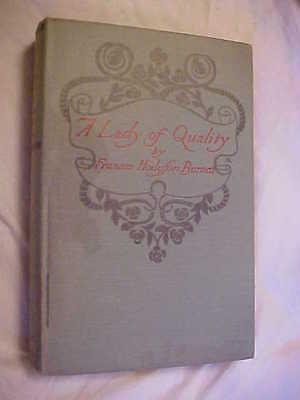 A Lady of Quality
by
Frances Hodgson Burnett